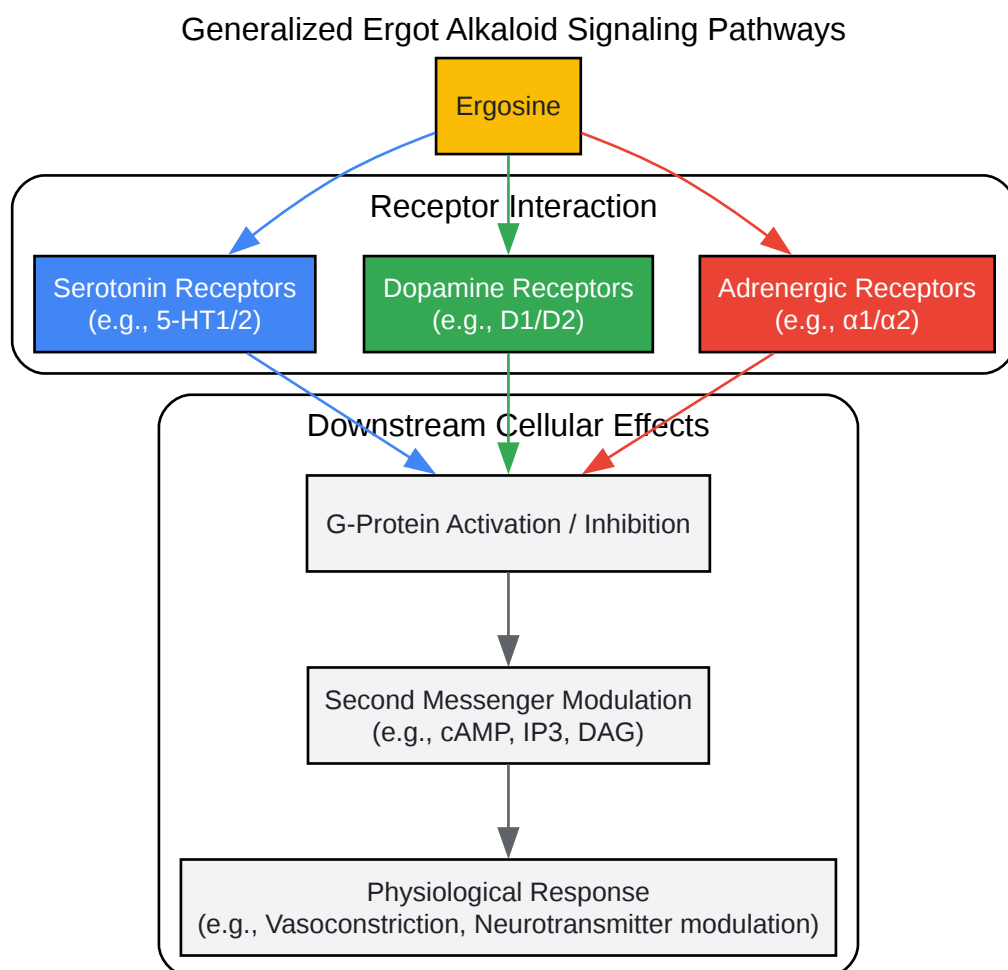 Generalized Ergot Alkaloid Signaling Pathways
Ergosine
Receptor Interaction
Serotonin Receptors
(e.g., 5-HT1/2)
Dopamine Receptors
(e.g., D1/D2)
Adrenergic Receptors
(e.g., α1/α2)
Downstream Cellular Effects
G-Protein Activation / Inhibition
Second Messenger Modulation
(e.g., cAMP, IP3, DAG)
Physiological Response
(e.g., Vasoconstriction, Neurotransmitter modulation)